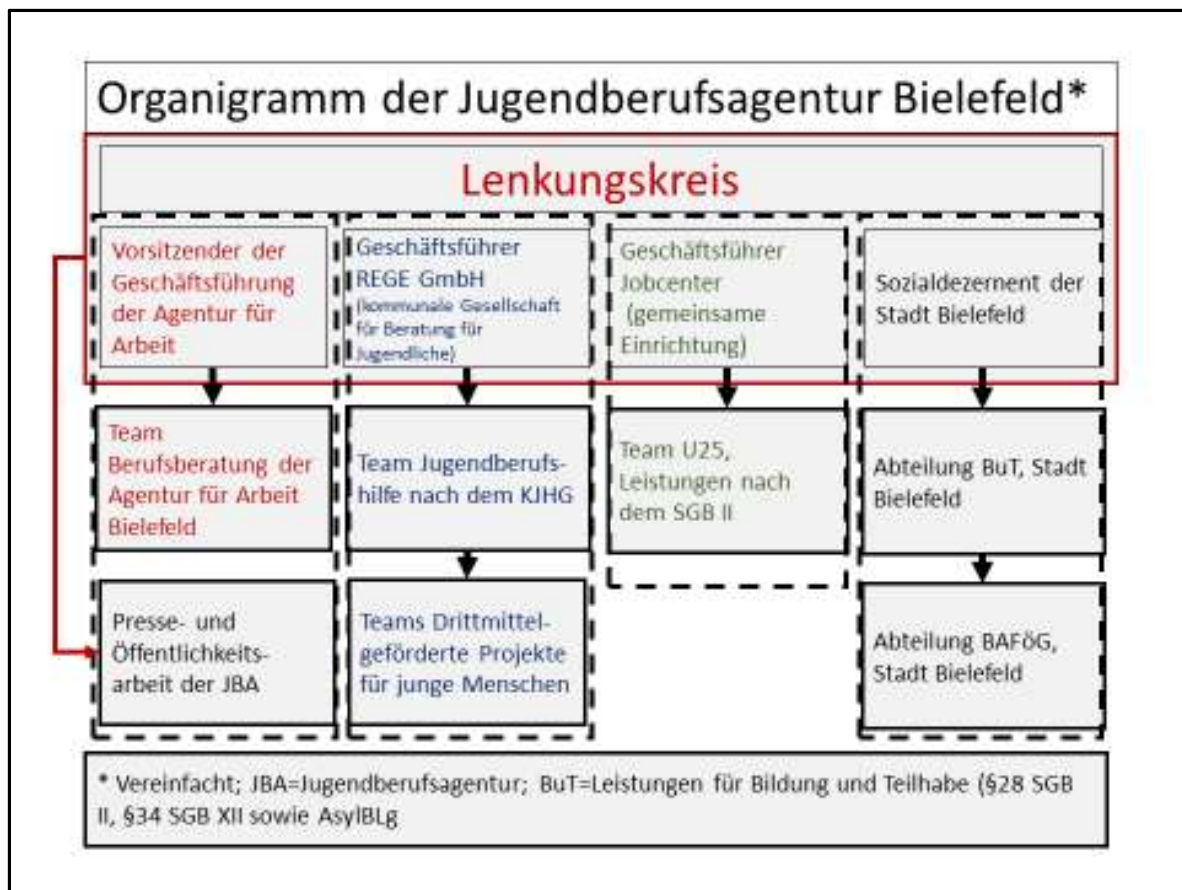 Organigramm der Jugendberufsagentur Bielefeld*
Lenkungskreis
Vorsitzender der
Geschäftsführung
der Agentur für
Arbeit
Geschäftsführer
REGE GmbH
(kommunale Gesellschaft
für Beratung für
Jugendliche)
Geschäftsführer
Jobcenter
(gemeinsame
Einrichtung)
Sozialdezernent der
Stadt Bielefeld
Team
Berufsberatung der
Agentur für Arbeit
Bielefeld
Team Jugendberufs-
hilfe nach dem KJHG
Team U25,
Leistungen nach
dem SGB II
Abteilung BuT, Stadt
Bielefeld
Presse- und
Öffentlichkeits-
arbeit der JBA
Teams Drittmittel-
geförderte Projekte
für junge Menschen
Abteilung BAFöG,
Stadt Bielefeld
* Vereinfacht; JBA=Jugendberufsagentur; BuT=Leistungen für Bildung und Teilhabe (§28 SGB
II, §34 SGB XII sowie AsylBLg